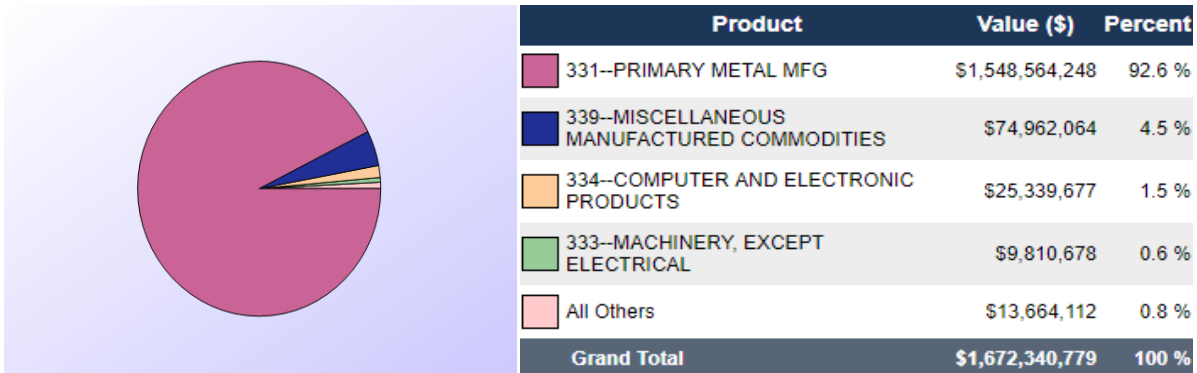 Product Value ($) Percent
331--PRIMARY METAL MFG $1,548,564,248 92.6 %
339--MISCELLANEOUS
MANUFACTURED COMMODITIES $74,962,064 4.5 %
334--COMPUTER AND ELECTRONIC
PRODUCTS $25,339,677 1.5 %
333--MACHINERY, EXCEPT
ELECTRICAL $9,810,678 0.6 %
All Others $13,664,112 0.8 %
Grand Total $1,672,340,779 100 %